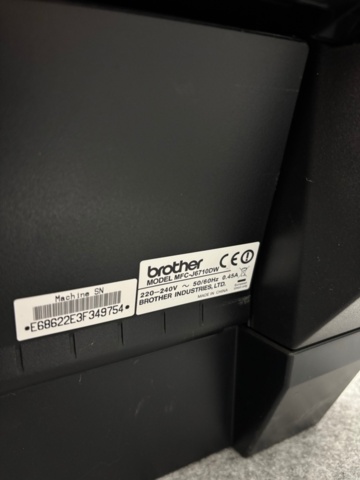 Machine SN
*E68622E3F349754*
brother
MODEL MFC-J6710DW
220-240V ~ 50/60Hz 0.45A
BROTHER INDUSTRIES, LTD.
MADE IN CHINA
CE